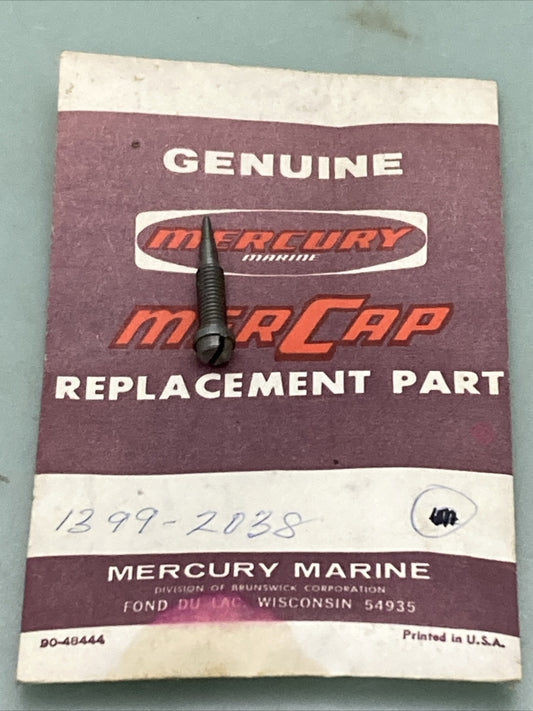 GENUINE
MERCURY
MARINE
MERCAP
REPLACEMENT PART
1399-2038
MERCURY MARINE
DIVISION OF BRUNSWICK CORPORATION
FOND DU LAC, WISCONSIN 54935
90-48444
Printed in U.S.A.